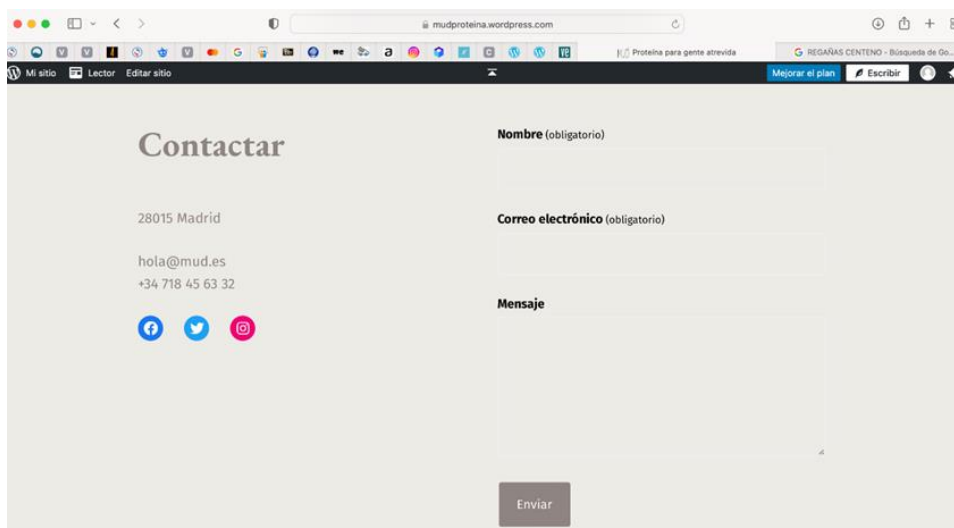 mudproteina.wordpress.com
G
we
a
G
VP
Proteína para gente atrevida
G REGAÑAS CENTENO - Búsqueda de Go...
Mi sitio
Lector
Editar sitio
Mejorar el plan
Escribir
Contactar
28015 Madrid
hola@mud.es
+34 718 45 63 32
Nombre (obligatorio)
Correo electrónico (obligatorio)
Mensaje
Enviar